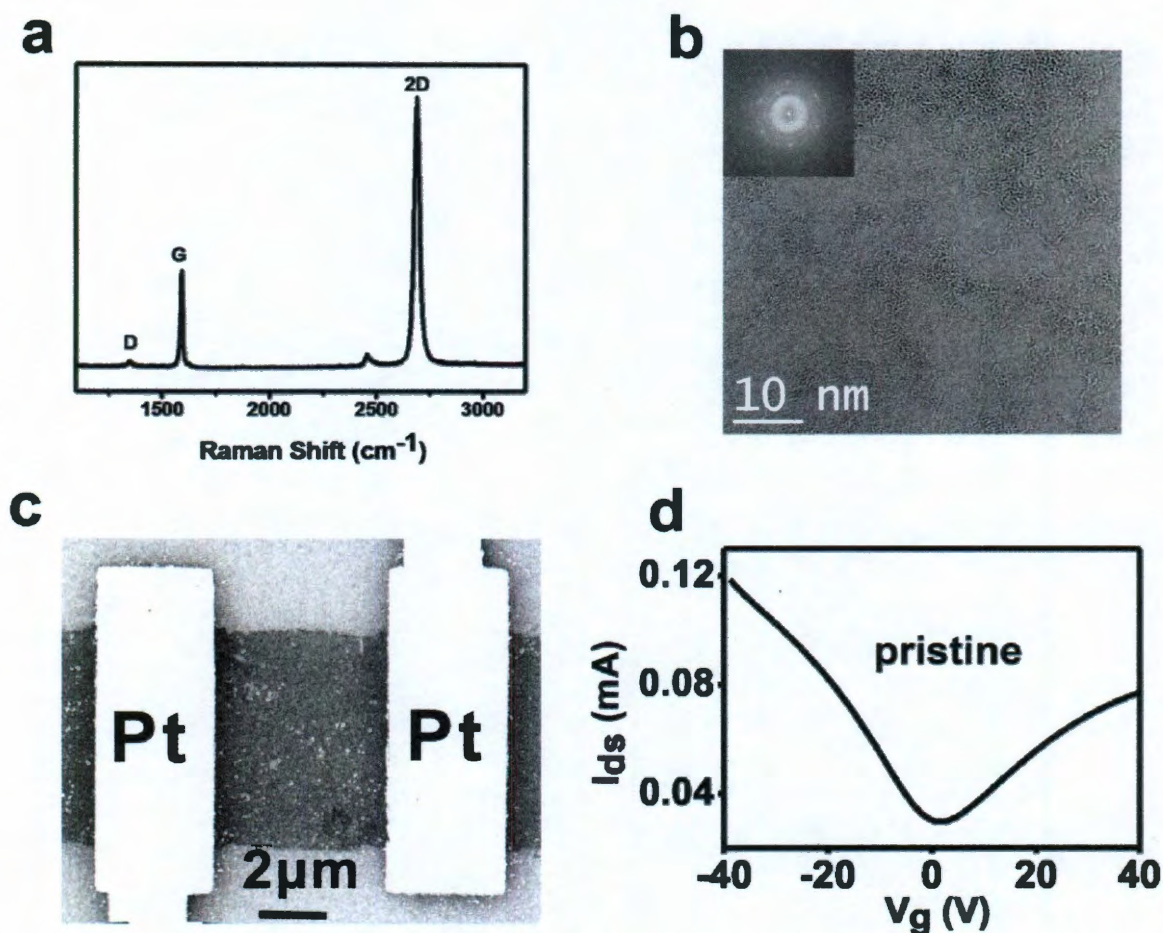 a
D
G
2D
1500 2000 2500 3000
Raman Shift (cm⁻¹)
b
10 nm
c
Pt Pt
2μm
d
pristine
0.12
0.08
0.04
Ids (mA)
-40 -20 0 20 40
Vg (V)